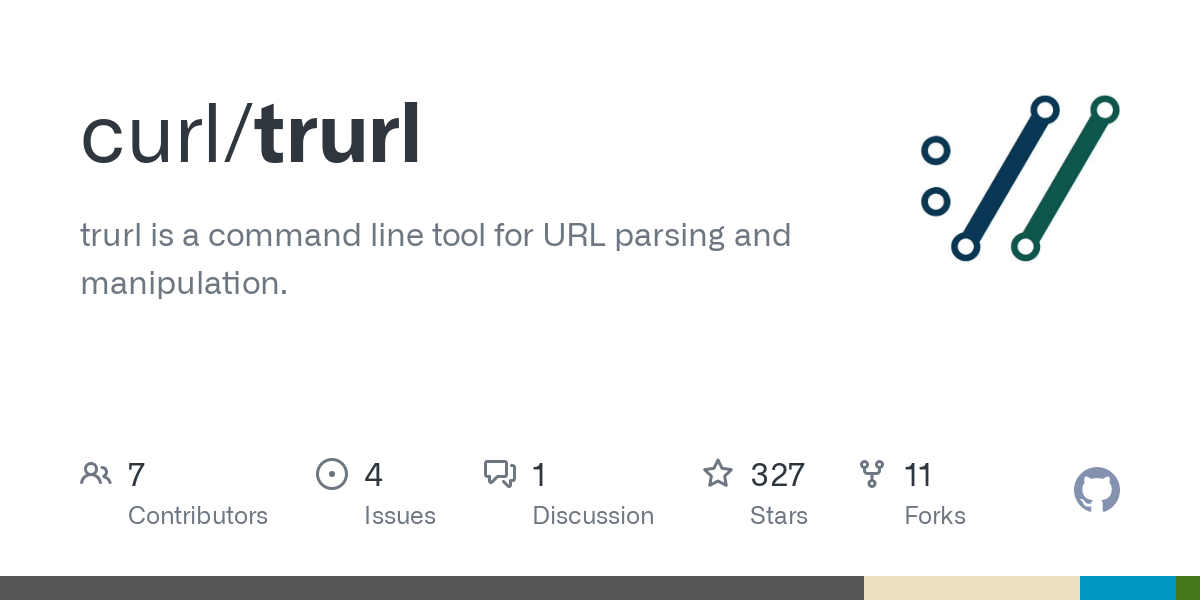 curl/trurl
trurl is a command line tool for URL parsing and
manipulation.
7
Contributors
4
Issues
1
Discussion
327
Stars
11
Forks